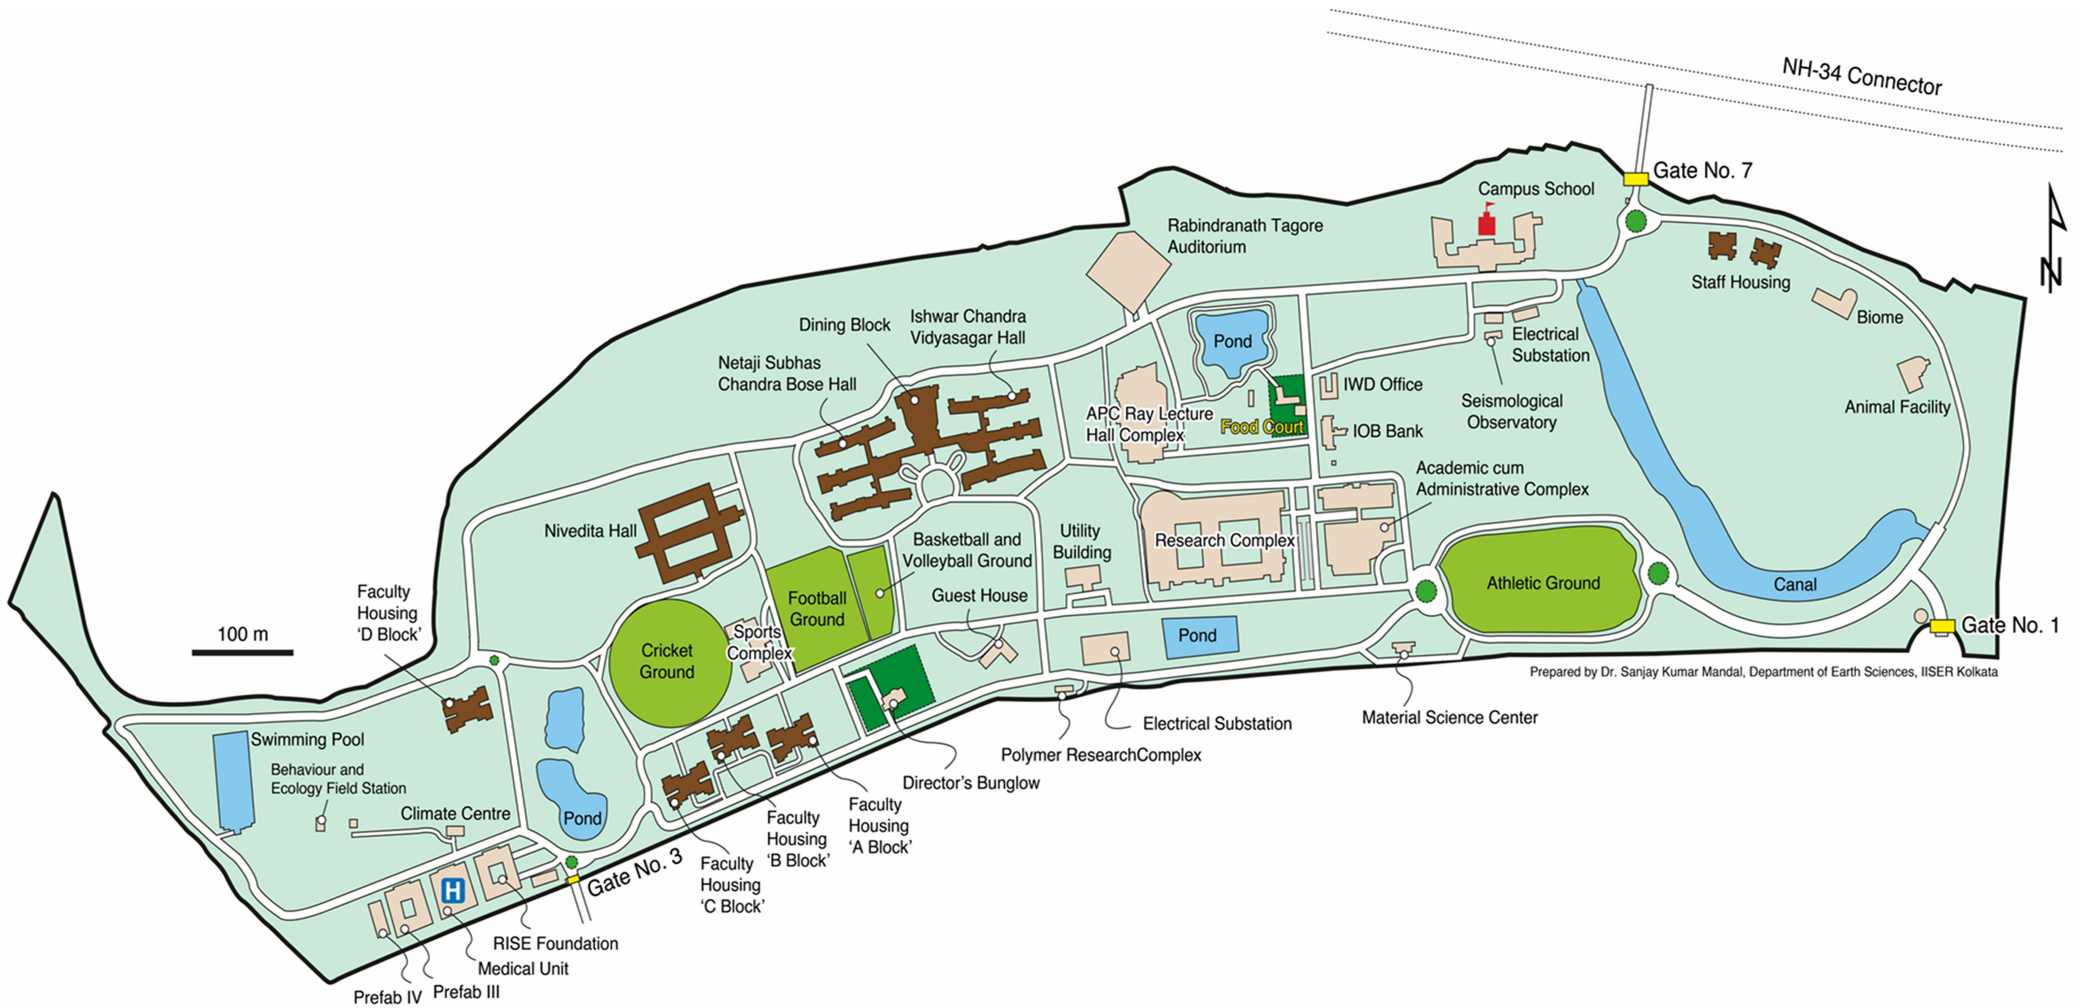 NH-34 Connector
Gate No. 7
Campus School
Rabindranath Tagore
Auditorium
N
Staff Housing
Biome
Ishwar Chandra
Vidyasagar Hall
Dining Block
Pond
Electrical
Substation
Netaji Subhas
Chandra Bose Hall
IWD Office
Seismological
Observatory
Animal Facility
APC Ray Lecture
Hall Complex
Food Court
IOB Bank
Academic cum
Administrative Complex
Nivedita Hall
Basketball and
Volleyball Ground
Utility
Building
Research Complex
Athletic Ground
Canal
Faculty
Housing
‘D Block’
Football
Ground
Guest House
100 m
Cricket
Ground
Sports
Complex
Pond
Gate No. 1
Prepared by Dr. Sanjay Kumar Mandal, Department of Earth Sciences, IISER Kolkata
Material Science Center
Electrical Substation
Polymer ResearchComplex
Director’s Bunglow
Swimming Pool
Behaviour and
Ecology Field Station
Climate Centre
Pond
Faculty
Housing
‘A Block’
Faculty
Housing
‘B Block’
Faculty
Housing
‘C Block’
Gate No. 3
H
RISE Foundation
Medical Unit
Prefab III
Prefab IV